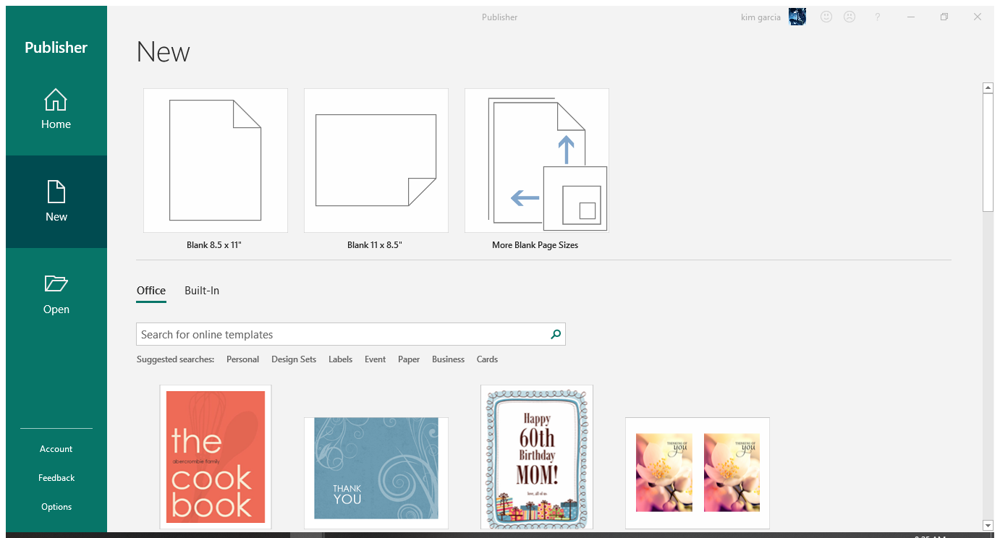 Publisher
kim garcia
?
Publisher
Home
New
Open
Account
Feedback
Options
New
Blank 8.5 x 11"
Blank 11 x 8.5"
More Blank Page Sizes
Office
Built-In
Search for online templates
Suggested searches: Personal Design Sets Labels Event Paper Business Cards
the
abercrombie family
cook
book
THANK
YOU
Happy
60th
Birthday
MOM!
love, all of us
THINKING OF
you
THINKING OF
you